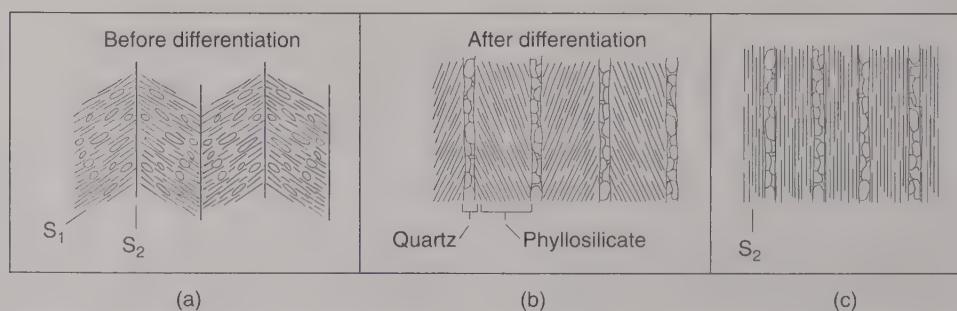 Before differentiation
After differentiation
S₁
S₂
Quartz
Phyllosilicate
S₂
(a)
(b)
(c)